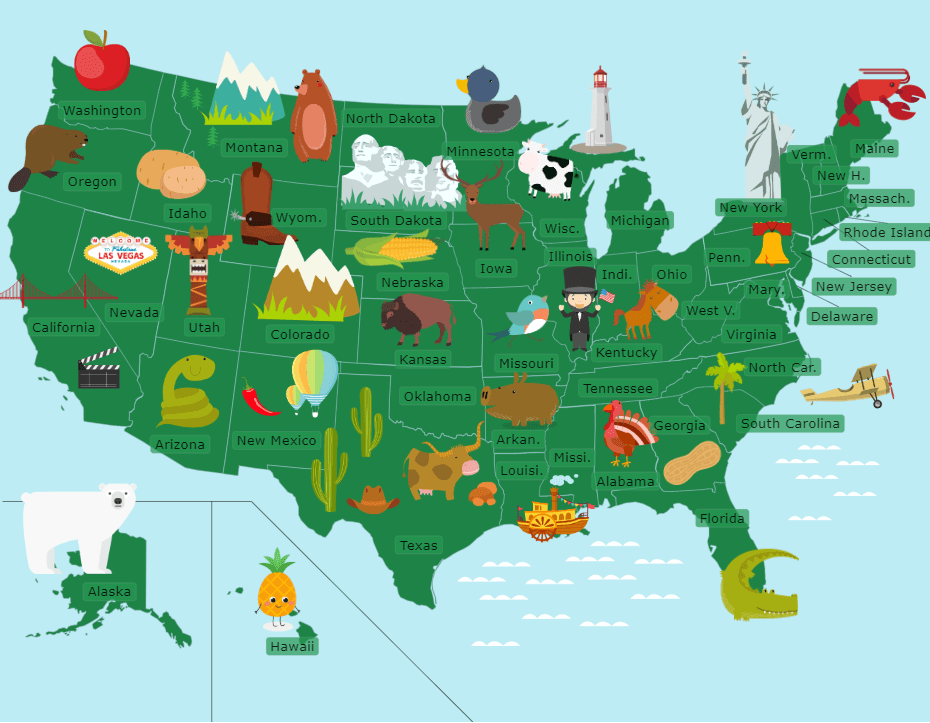 Washington
Oregon
Idaho
Montana
Wyom.
North Dakota
South Dakota
Minnesota
Wisc.
Michigan
New York
Verm.
Maine
New H.
Massach.
Rhode Island
Connecticut
New Jersey
Delaware
Penn.
Mary.
WELCOME
TO Fabulous
LAS VEGAS
NEVADA
Nevada
California
Utah
Colorado
Nebraska
Kansas
Iowa
Illinois
Indi.
Ohio
West V.
Virginia
Kentucky
Missouri
Tennessee
North Car.
South Carolina
Arizona
New Mexico
Oklahoma
Arkan.
Missi.
Louisi.
Alabama
Georgia
Florida
Texas
Alaska
Hawaii